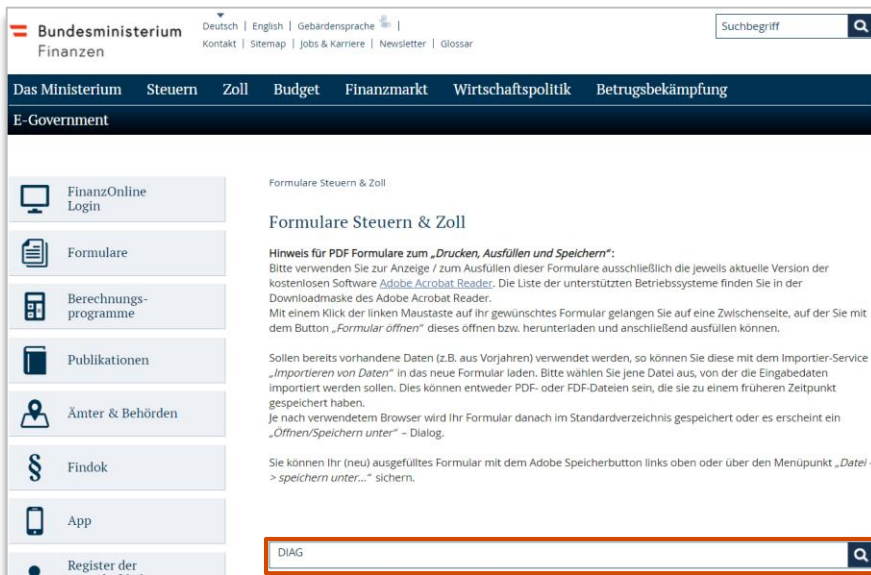 Bundesministerium
Finanzen
Deutsch | English | Gebärdensprache |
Kontakt | Sitemap | Jobs & Karriere | Newsletter | Glossar
Suchbegriff
Das Ministerium Steuern Zoll Budget Finanzmarkt Wirtschaftspolitik Betrugsbekämpfung
E-Government
FinanzOnline
Login
Formulare
Berechnungs-
programme
Publikationen
Ämter & Behörden
§ Findok
App
Register der
Formulare Steuern & Zoll
Formulare Steuern & Zoll
Hinweis für PDF Formulare zum „Drucken, Ausfüllen und Speichern“:
Bitte verwenden Sie zur Anzeige / zum Ausfüllen dieser Formulare ausschließlich die jeweils aktuelle Version der
kostenlosen Software Adobe Acrobat Reader. Die Liste der unterstützten Betriebssysteme finden Sie in der
Downloadmaske des Adobe Acrobat Reader.
Mit einem Klick der linken Maustaste auf ihr gewünschtes Formular gelangen Sie auf eine Zwischenseite, auf der Sie mit
dem Button „Formular öffnen“ dieses öffnen bzw. herunterladen und anschließend ausfüllen können.
Sollen bereits vorhandene Daten (z.B. aus Vorjahren) verwendet werden, so können Sie diese mit dem Importier-Service
„Importieren von Daten“ in das neue Formular laden. Bitte wählen Sie jene Datei aus, von der die Eingabedaten
importiert werden sollen. Dies können entweder PDF- oder FDF-Dateien sein, die sie zu einem früheren Zeitpunkt
gespeichert haben.
Je nach verwendetem Browser wird Ihr Formular danach im Standardverzeichnis gespeichert oder es erscheint ein
„Öffnen/Speichern unter“ – Dialog.
Sie können Ihr (neu) ausgefülltes Formular mit dem Adobe Speicherbutton links oben oder über den Menüpunkt „Datei -
> speichern unter...“ sichern.
DIAG